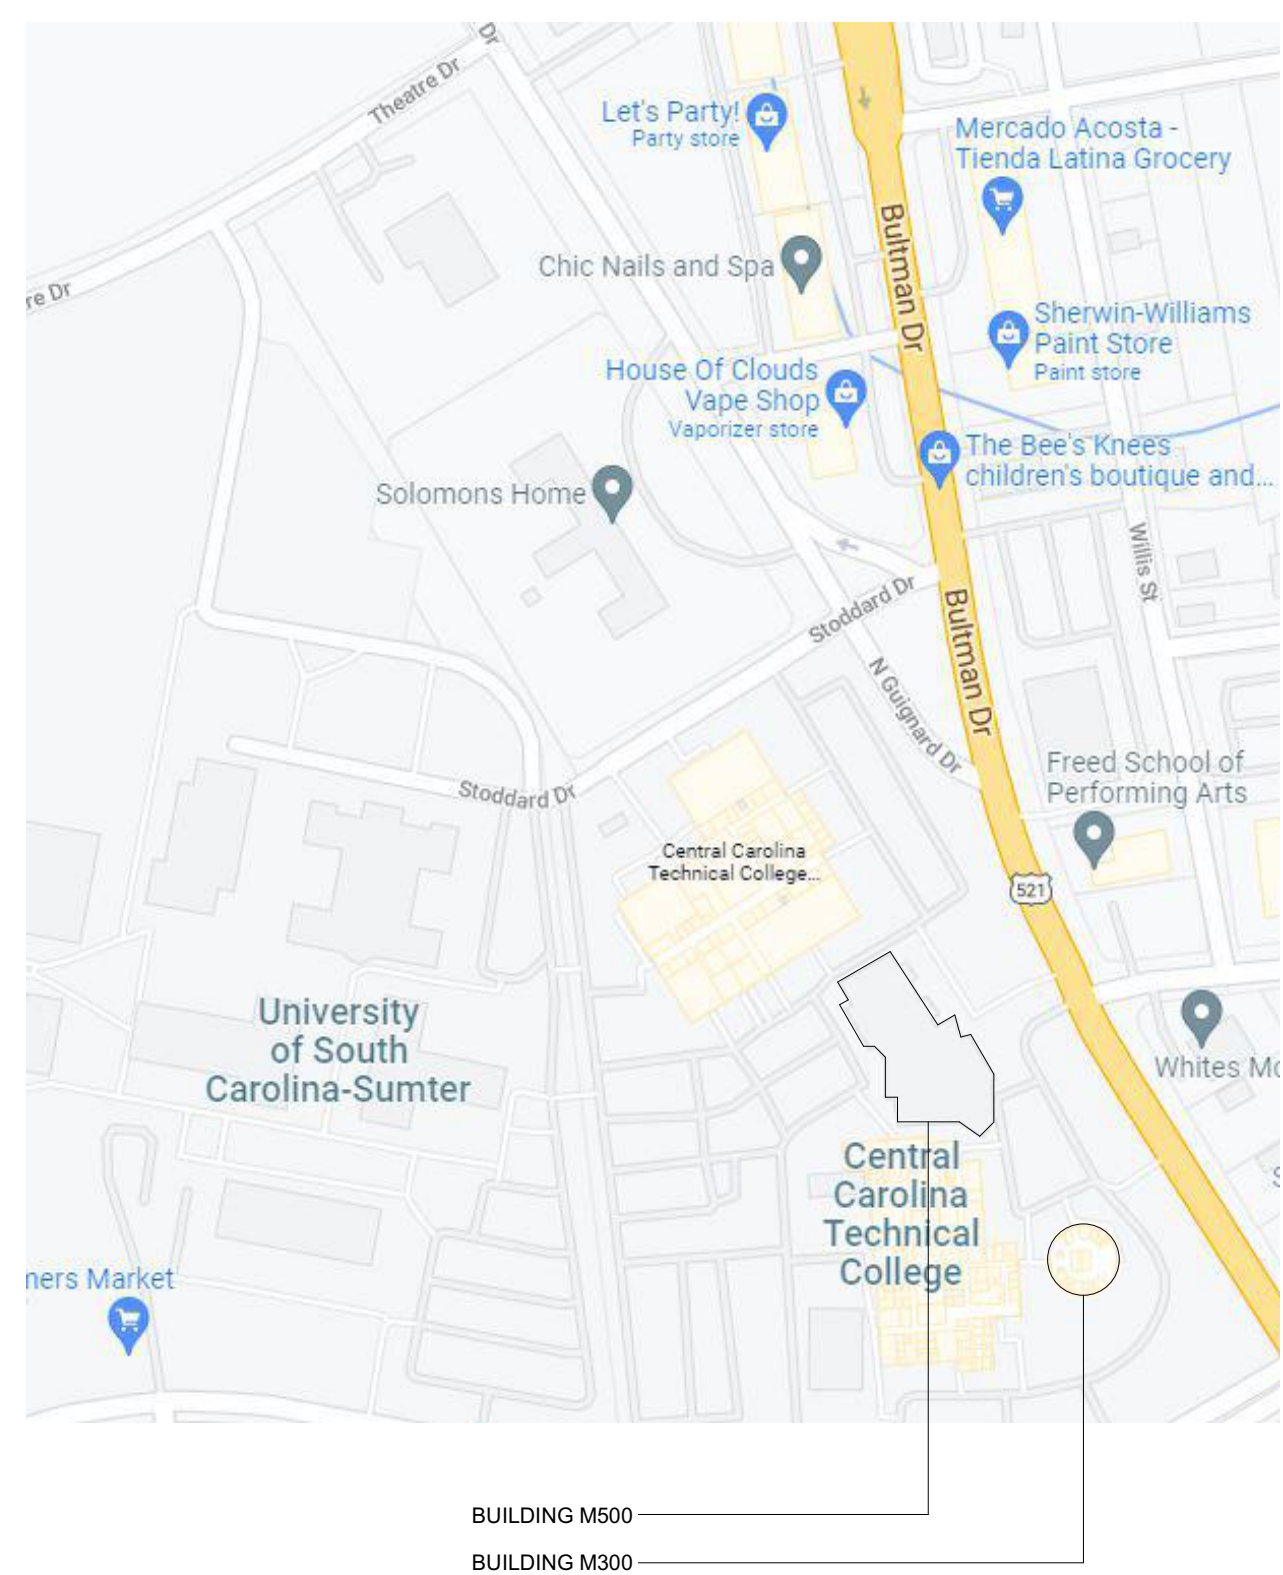 Dr
Theatre Dr
re Dr
Let's Party!
Party store
Mercado Acosta -
Tienda Latina Grocery
Bultman Dr
Chic Nails and Spa
Sherwin-Williams
Paint Store
Paint store
House Of Clouds
Vape Shop
Vaporizer store
The Bee's Knees
children's boutique and...
Solomons Home
Willis St
Stoddard Dr
Bultman Dr
N Guignard Dr
Freed School of
Performing Arts
Stoddard Dr
Central Carolina
Technical College...
521
University
of South
Carolina-Sumter
Whites Mo
Central
Carolina
Technical
College
S
ners Market
BUILDING M500
BUILDING M300